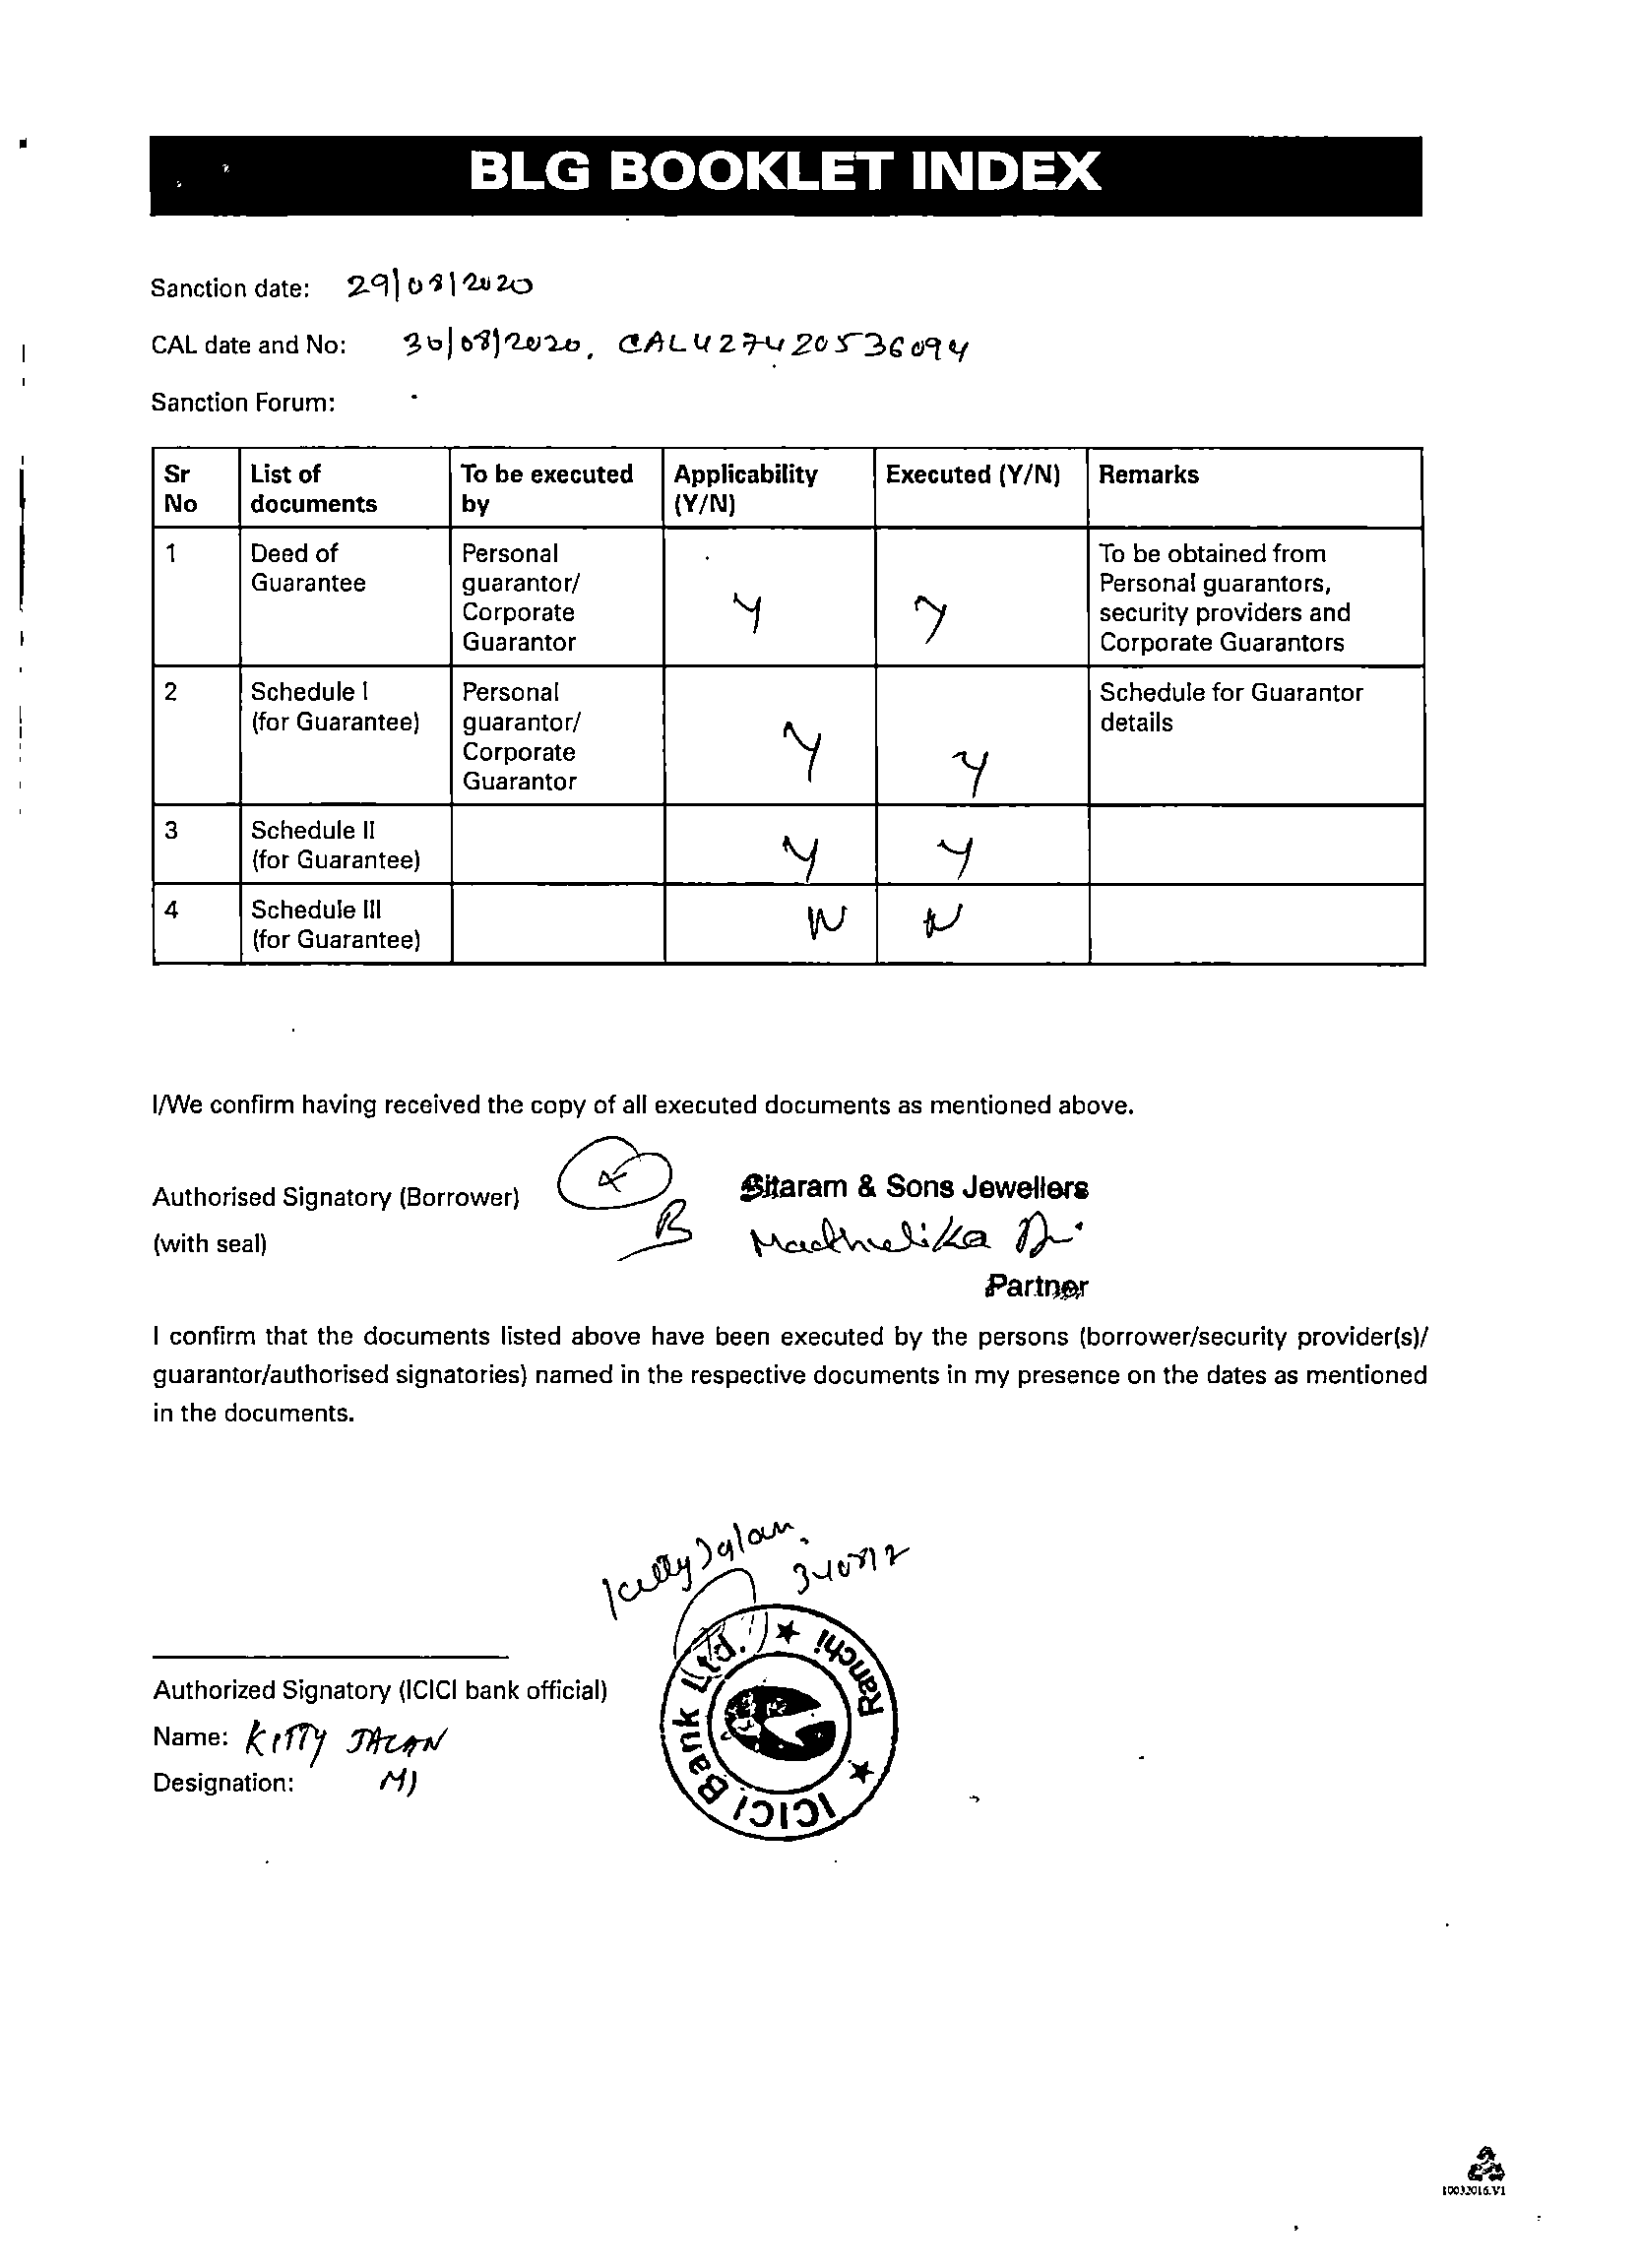 BLG BOOKLET INDEX
Sanction date: 29/08/2020
CAL date and No: 30/08/2020, CAL427420536094
Sanction Forum:
Sr No List of documents To be executed by Applicability (Y/N) Executed (Y/N) Remarks
1 Deed of Guarantee Personal guarantor/ Corporate Guarantor Y Y To be obtained from Personal guarantors, security providers and Corporate Guarantors
2 Schedule I (for Guarantee) Personal guarantor/ Corporate Guarantor Y Y Schedule for Guarantor details
3 Schedule II (for Guarantee) Y Y
4 Schedule III (for Guarantee) N N
I/We confirm having received the copy of all executed documents as mentioned above.
Authorised Signatory (Borrower)
(with seal)
Sitaram & Sons Jewellers
Madhulika
Partner
I confirm that the documents listed above have been executed by the persons (borrower/security provider(s)/
guarantor/authorised signatories) named in the respective documents in my presence on the dates as mentioned
in the documents.
Kitty Jalan
ICICI Bank Ltd. ★ Ranchi ★
Authorized Signatory (ICICI bank official)
Name: KITTY JALAN
Designation:
10032016.V1